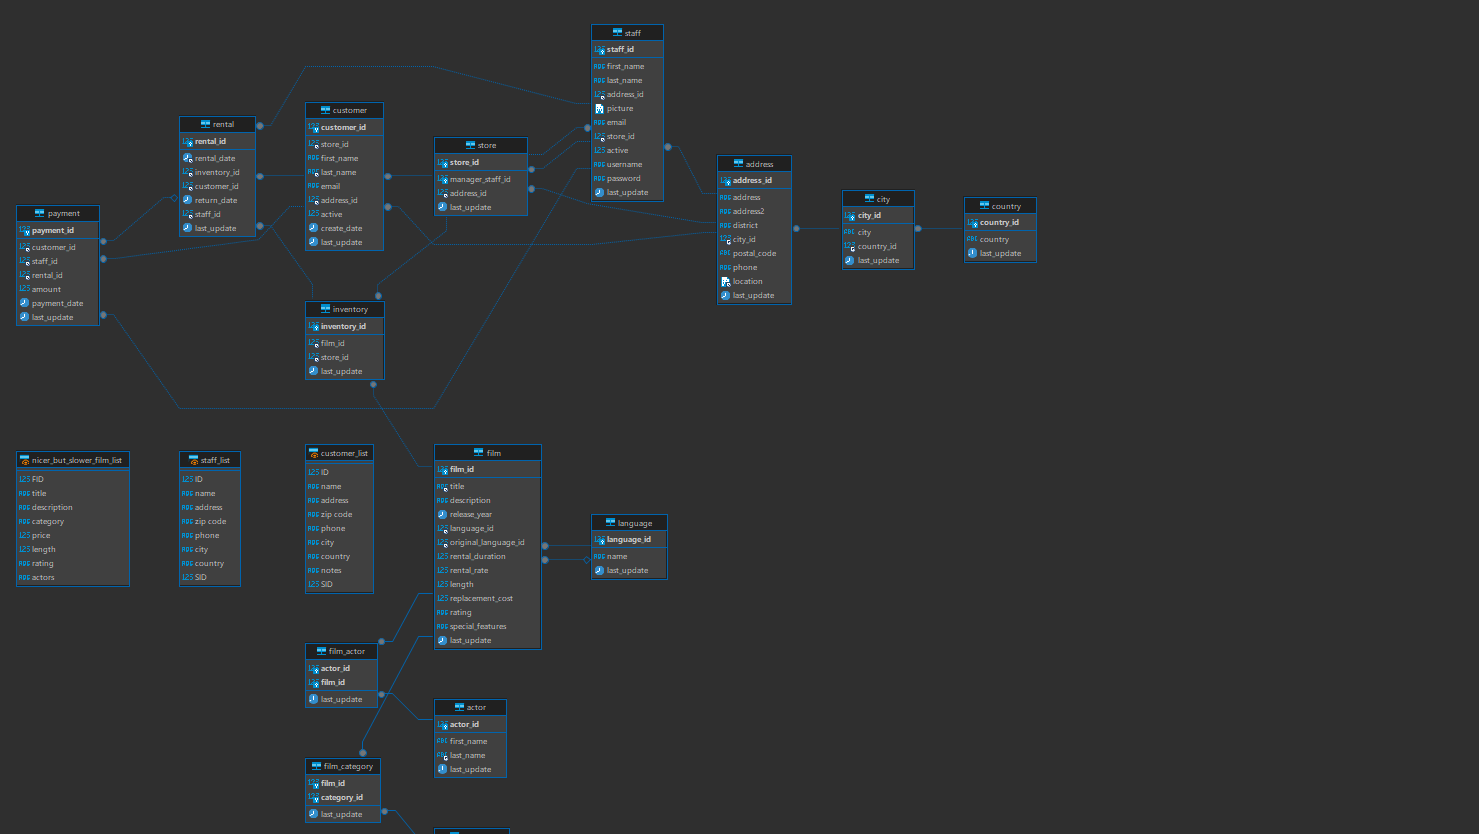 staff
staff_id
first_name
last_name
address_id
picture
email
store_id
active
username
password
last_update
customer
customer_id
store_id
first_name
last_name
email
address_id
active
create_date
last_update
rental
rental_id
rental_date
inventory_id
customer_id
return_date
staff_id
last_update
store
store_id
manager_staff_id
address_id
last_update
address
address_id
address
address2
district
city_id
postal_code
phone
location
last_update
city
city_id
city
country_id
last_update
country
country_id
country
last_update
payment
payment_id
customer_id
staff_id
rental_id
amount
payment_date
last_update
inventory
inventory_id
film_id
store_id
last_update
nicer_but_slower_film_list
FID
title
description
category
price
length
rating
actors
staff_list
ID
name
address
zip code
phone
city
country
SID
customer_list
ID
name
address
zip code
phone
city
country
notes
SID
film
film_id
title
description
release_year
language_id
original_language_id
rental_duration
rental_rate
length
replacement_cost
rating
special_features
last_update
language
language_id
name
last_update
film_actor
actor_id
film_id
last_update
actor
actor_id
first_name
last_name
last_update
film_category
film_id
category_id
last_update